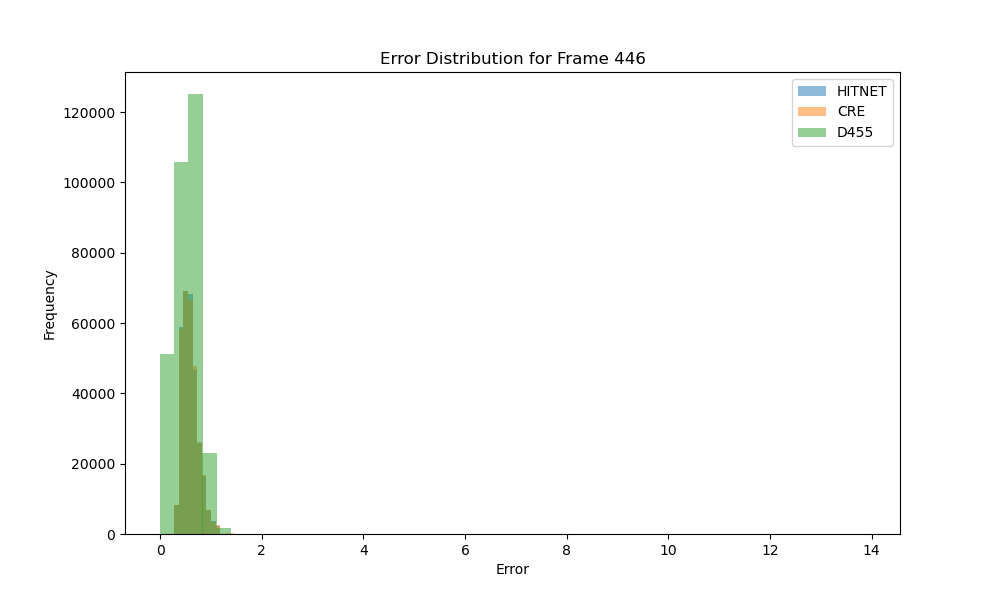 Error Distribution for Frame 446
HITNET
CRE
D455
120000
100000
80000
60000
40000
20000
0
Frequency
0 2 4 6 8 10 12 14
Error